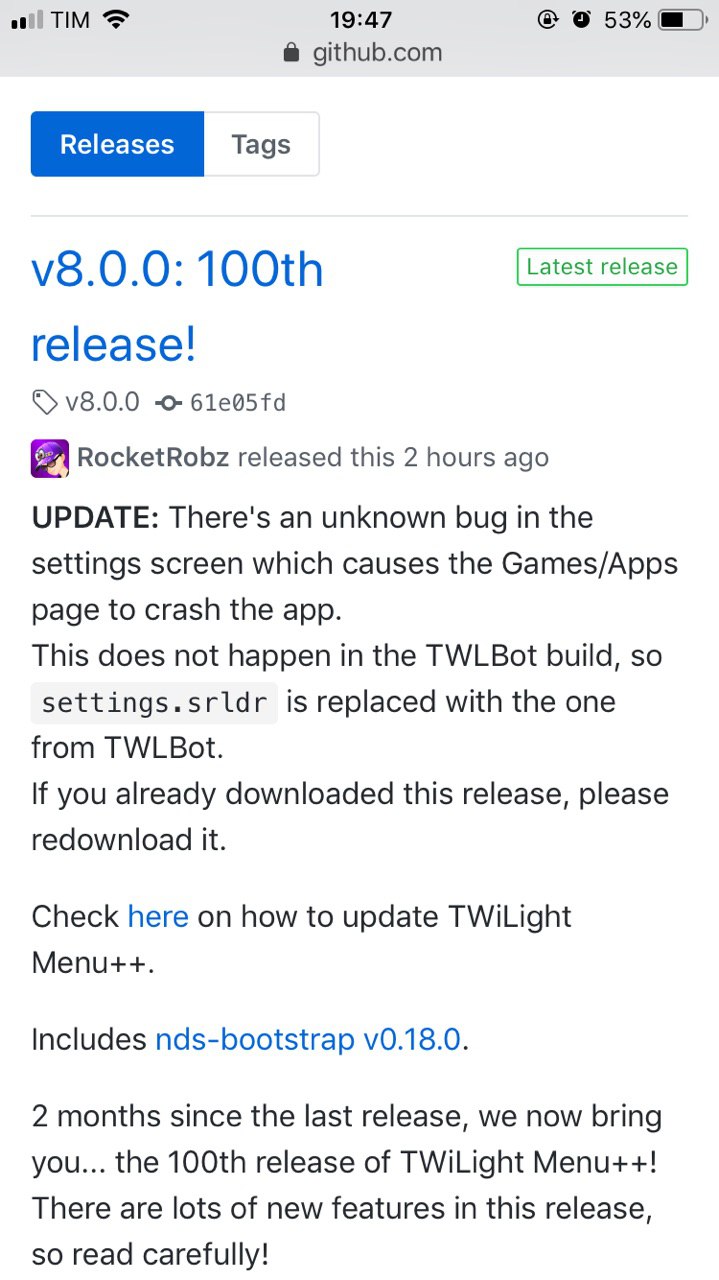 TIM 19:47 53%
github.com
Releases Tags
v8.0.0: 100th Latest release
release!
v8.0.0 61e05fd
RocketRobz released this 2 hours ago
UPDATE: There's an unknown bug in the
settings screen which causes the Games/Apps
page to crash the app.
This does not happen in the TWLBot build, so
settings.srldr is replaced with the one
from TWLBot.
If you already downloaded this release, please
redownload it.
Check here on how to update TWiLight
Menu++.
Includes nds-bootstrap v0.18.0.
2 months since the last release, we now bring
you... the 100th release of TWiLight Menu++!
There are lots of new features in this release,
so read carefully!